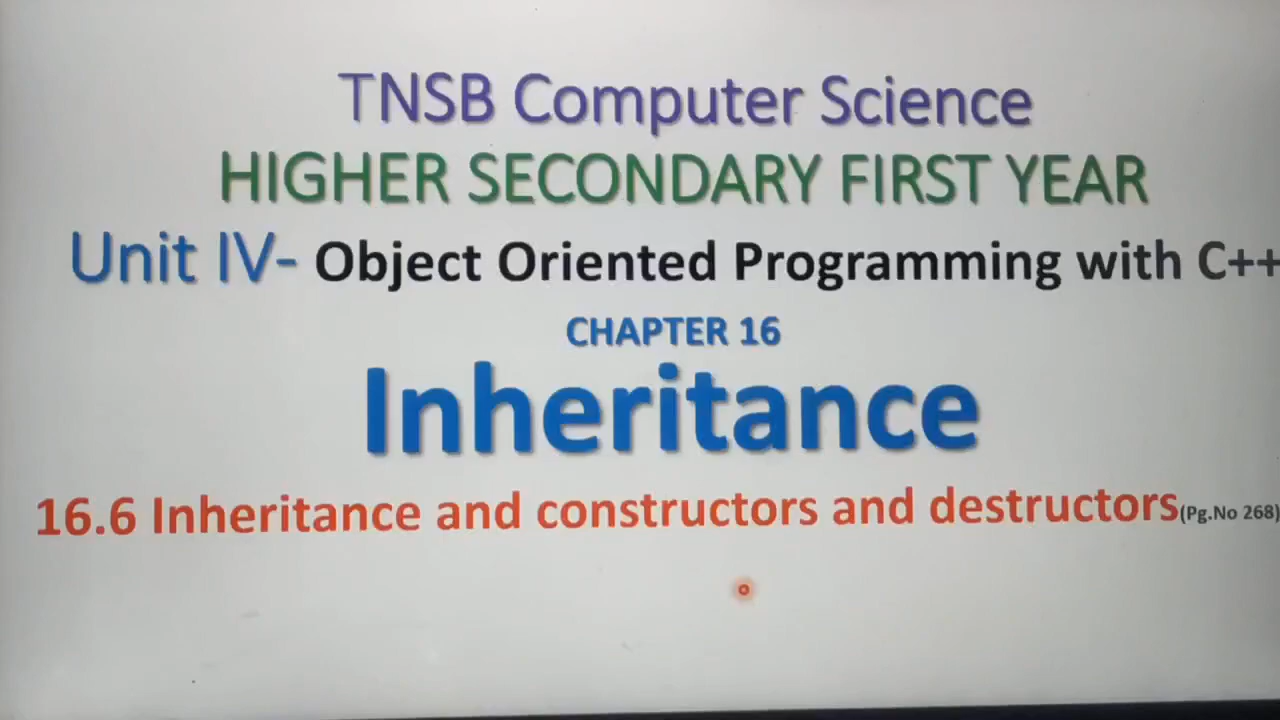 TNSB Computer Science
HIGHER SECONDARY FIRST YEAR
Unit IV- Object Oriented Programming with C++
CHAPTER 16
Inheritance
16.6 Inheritance and constructors and destructors(Pg.No 268)